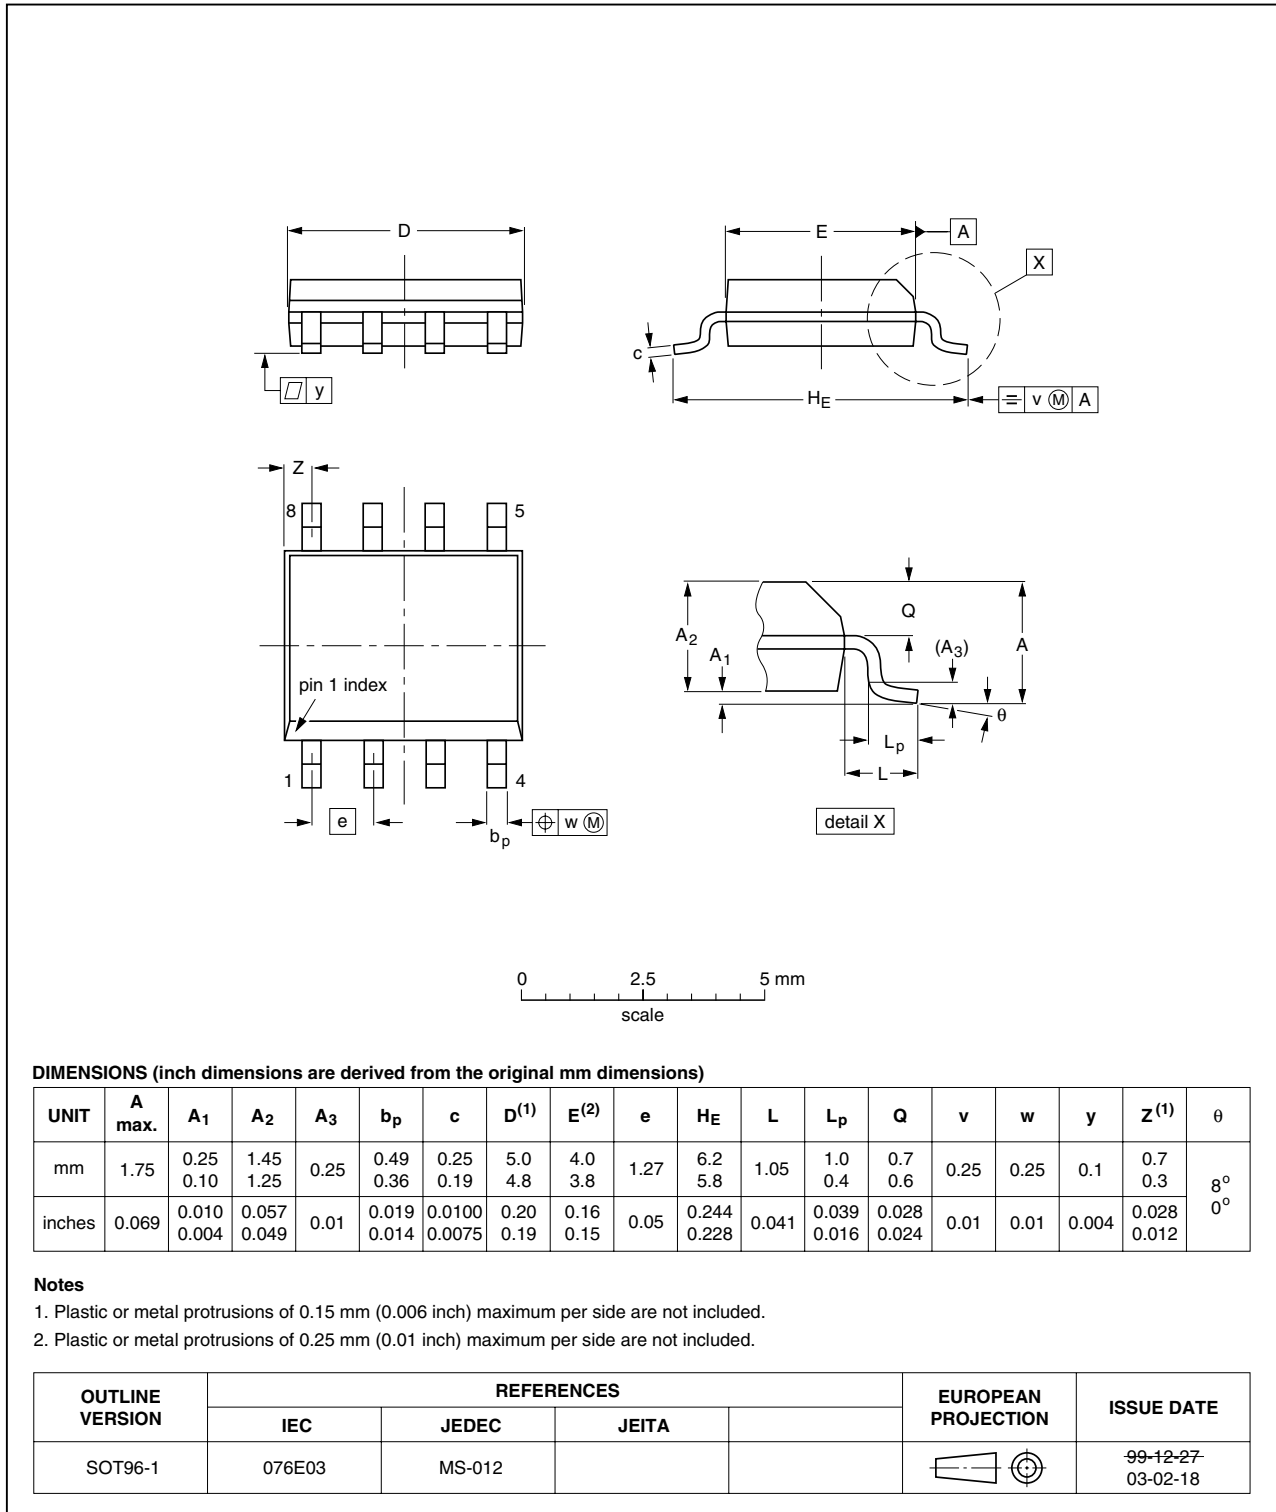 D
E
A
X
c
y
HE
v M A
Z
8
5
pin 1 index
1
4
e
bp
w M
A2
A1
Q
(A3)
A
θ
Lp
L
detail X
0 2.5 5 mm
scale
DIMENSIONS (inch dimensions are derived from the original mm dimensions)
UNIT A max. A1 A2 A3 bp c D(1) E(2) e HE L Lp Q v w y Z(1) θ
mm 1.75 0.25 0.10 1.45 1.25 0.25 0.49 0.36 0.25 0.19 5.0 4.8 4.0 3.8 1.27 6.2 5.8 1.05 1.0 0.4 0.7 0.6 0.25 0.25 0.1 0.7 0.3 8° 0°
inches 0.069 0.010 0.004 0.057 0.049 0.01 0.019 0.014 0.0100 0.0075 0.20 0.19 0.16 0.15 0.05 0.244 0.228 0.041 0.039 0.016 0.028 0.024 0.01 0.01 0.004 0.028 0.012
Notes
1. Plastic or metal protrusions of 0.15 mm (0.006 inch) maximum per side are not included.
2. Plastic or metal protrusions of 0.25 mm (0.01 inch) maximum per side are not included.
OUTLINE VERSION REFERENCES EUROPEAN PROJECTION ISSUE DATE
IEC JEDEC JEITA
SOT96-1 076E03 MS-012 99-12-27
03-02-18